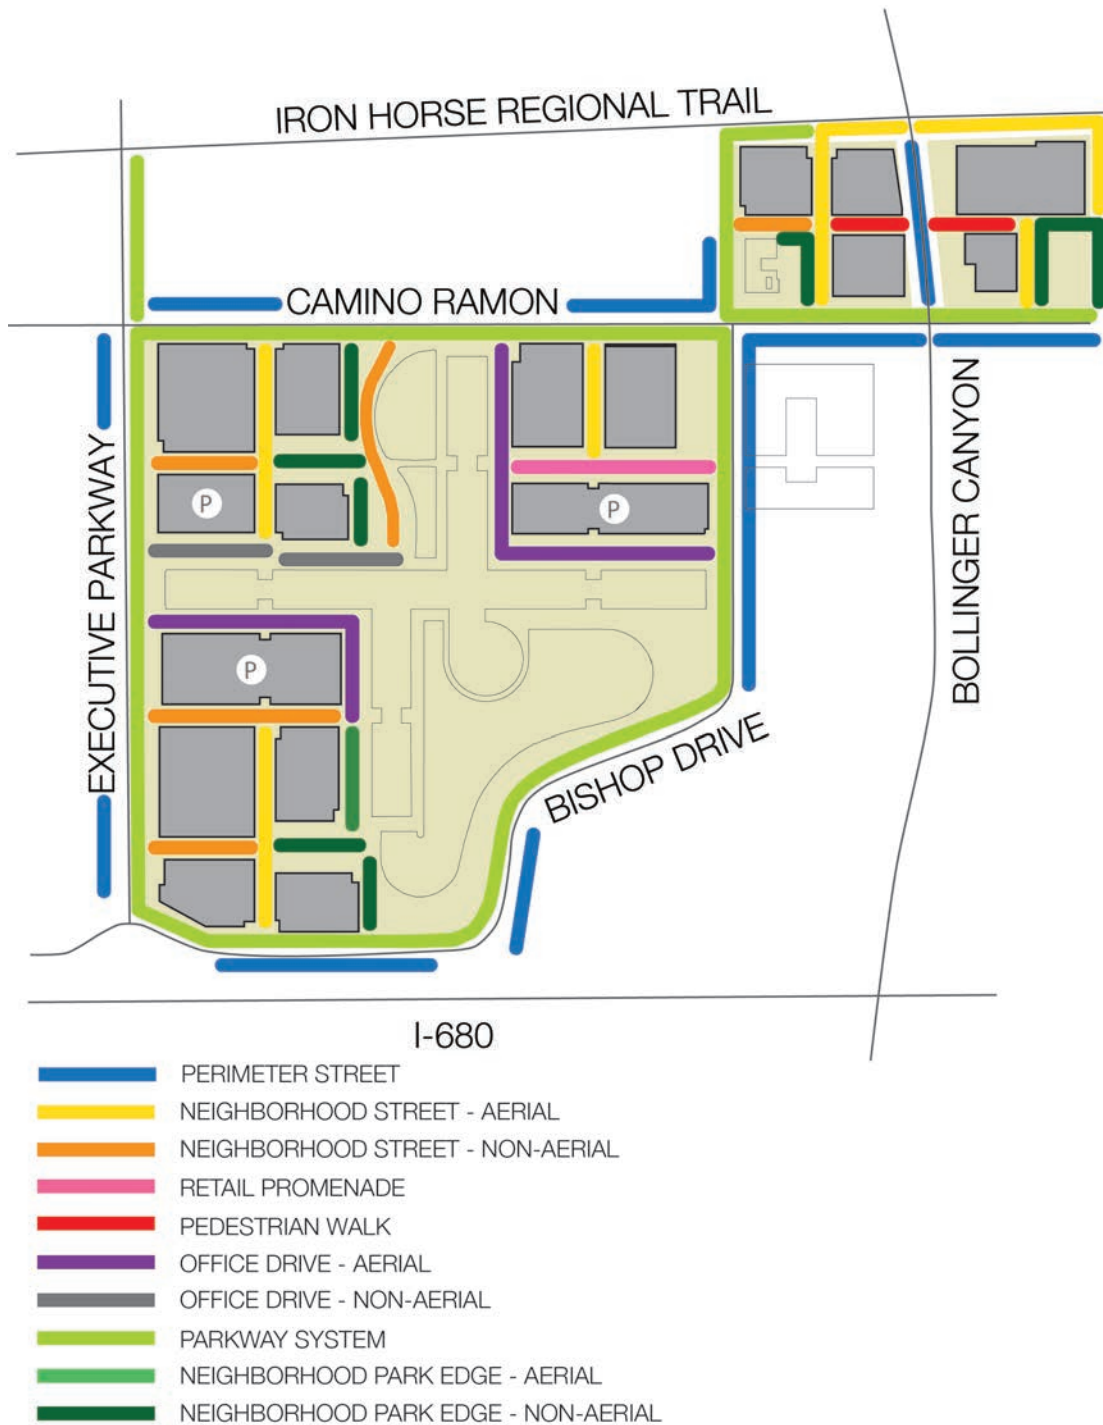 IRON HORSE REGIONAL TRAIL
CAMINO RAMON
EXECUTIVE PARKWAY
BOLLINGER CANYON
P
P
P
BISHOP DRIVE
I-680
PERIMETER STREET
NEIGHBORHOOD STREET - AERIAL
NEIGHBORHOOD STREET - NON-AERIAL
RETAIL PROMENADE
PEDESTRIAN WALK
OFFICE DRIVE - AERIAL
OFFICE DRIVE - NON-AERIAL
PARKWAY SYSTEM
NEIGHBORHOOD PARK EDGE - AERIAL
NEIGHBORHOOD PARK EDGE - NON-AERIAL